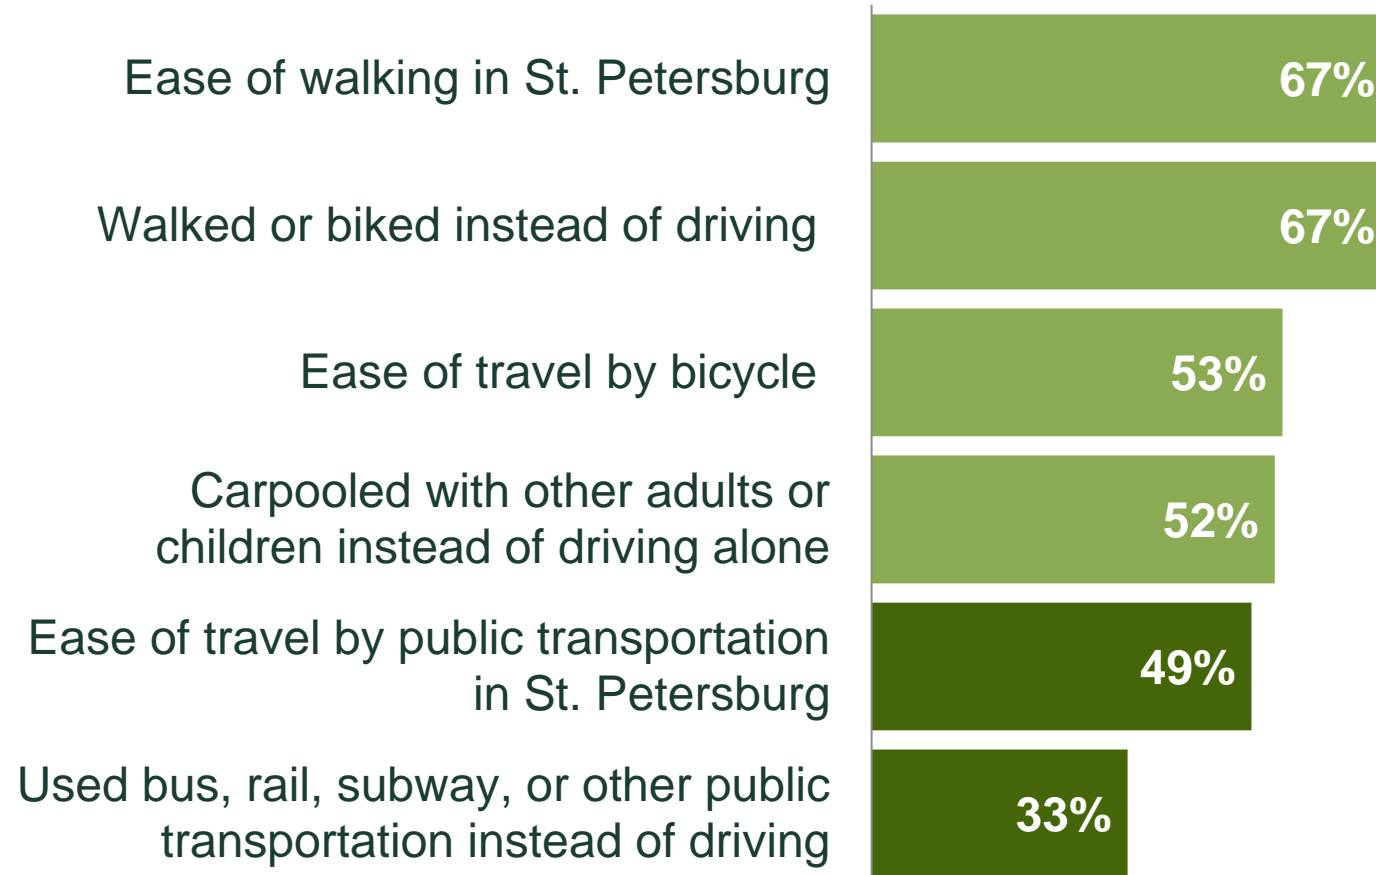 Ease of walking in St. Petersburg
67%
Walked or biked instead of driving
67%
Ease of travel by bicycle
53%
Carpooled with other adults or
children instead of driving alone
52%
Ease of travel by public transportation
in St. Petersburg
49%
Used bus, rail, subway, or other public
transportation instead of driving
33%